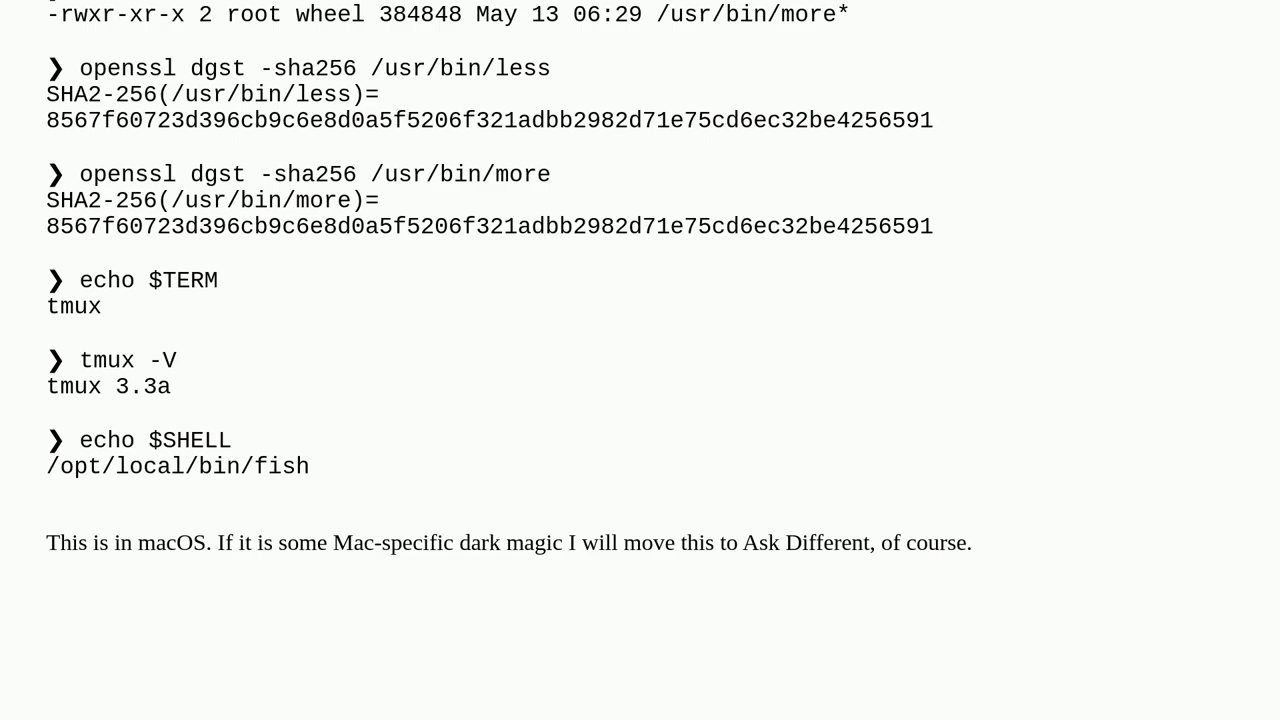 -rwxr-xr-x 2 root wheel 384848 May 13 06:29 /usr/bin/more*
❯ openssl dgst -sha256 /usr/bin/less
SHA2-256(/usr/bin/less)=
8567f60723d396cb9c6e8d0a5f5206f321adbb2982d71e75cd6ec32be4256591
❯ openssl dgst -sha256 /usr/bin/more
SHA2-256(/usr/bin/more)=
8567f60723d396cb9c6e8d0a5f5206f321adbb2982d71e75cd6ec32be4256591
❯ echo $TERM
tmux
❯ tmux -V
tmux 3.3a
❯ echo $SHELL
/opt/local/bin/fish
This is in macOS. If it is some Mac-specific dark magic I will move this to Ask Different, of course.